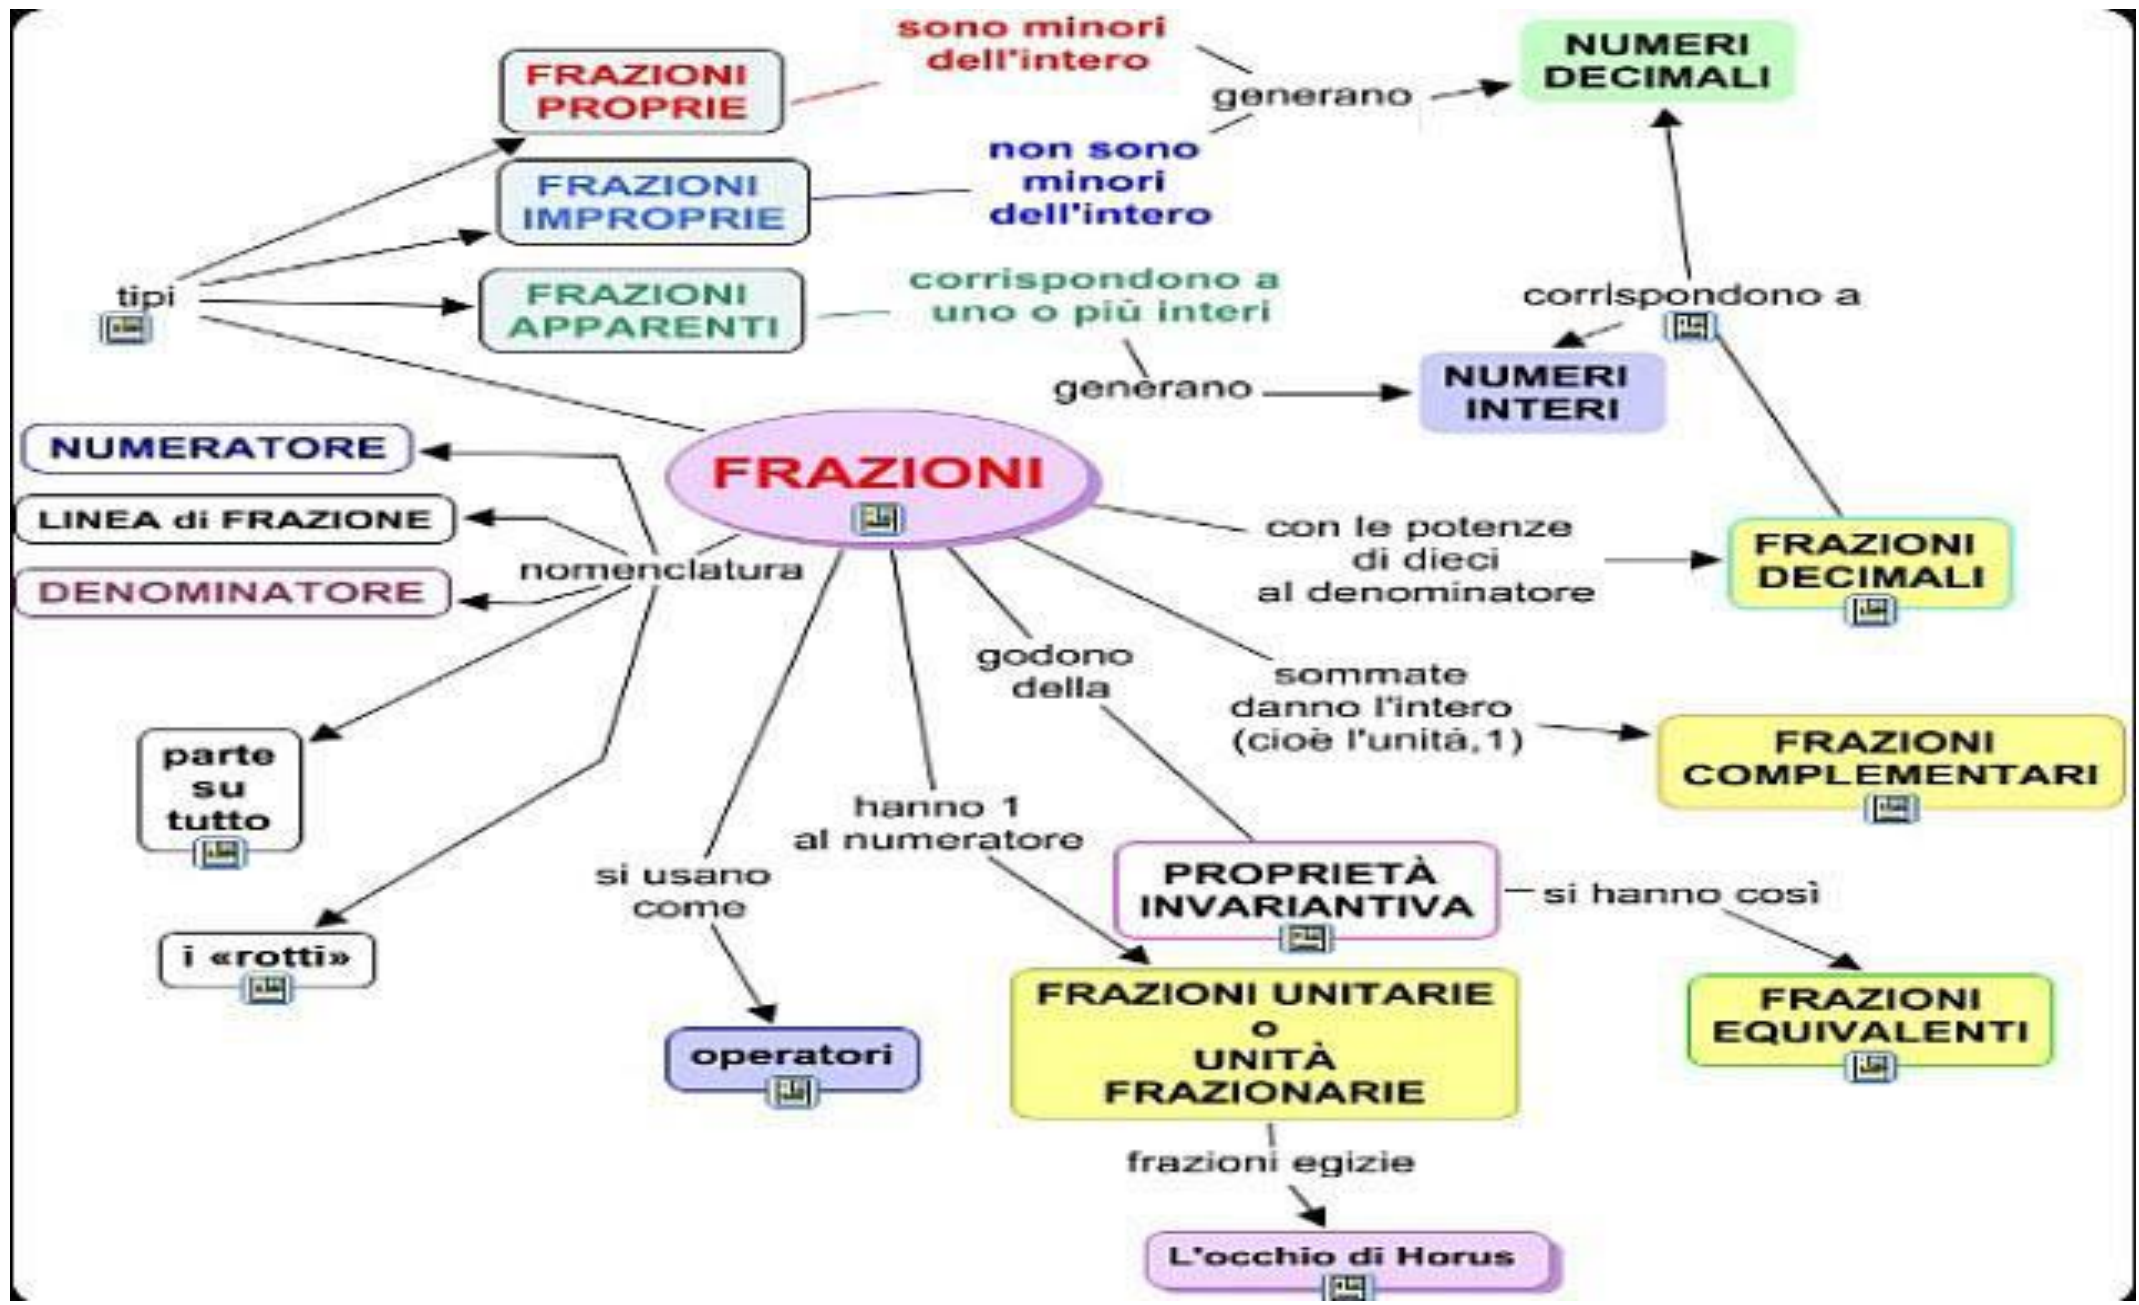 sono minori
dell'intero
NUMERI
DECIMALI
FRAZIONI
PROPRIE
generano
non sono
minori
dell'intero
FRAZIONI
IMPROPRIE
tipi
FRAZIONI
APPARENTI
corrispondono a
uno o più interi
corrispondono a
generano
NUMERI
INTERI
NUMERATORE
FRAZIONI
LINEA di FRAZIONE
con le potenze
di dieci
al denominatore
FRAZIONI
DECIMALI
nomenclatura
DENOMINATORE
godono
della
sommate
danno l'intero
(cioè l'unità,1)
FRAZIONI
COMPLEMENTARI
parte
su
tutto
hanno 1
al numeratore
si usano
come
PROPRIETÀ
INVARIANTIVA
si hanno così
i «rotti»
FRAZIONI UNITARIE
o
UNITÀ
FRAZIONARIE
FRAZIONI
EQUIVALENTI
operatori
frazioni egizie
L'occhio di Horus